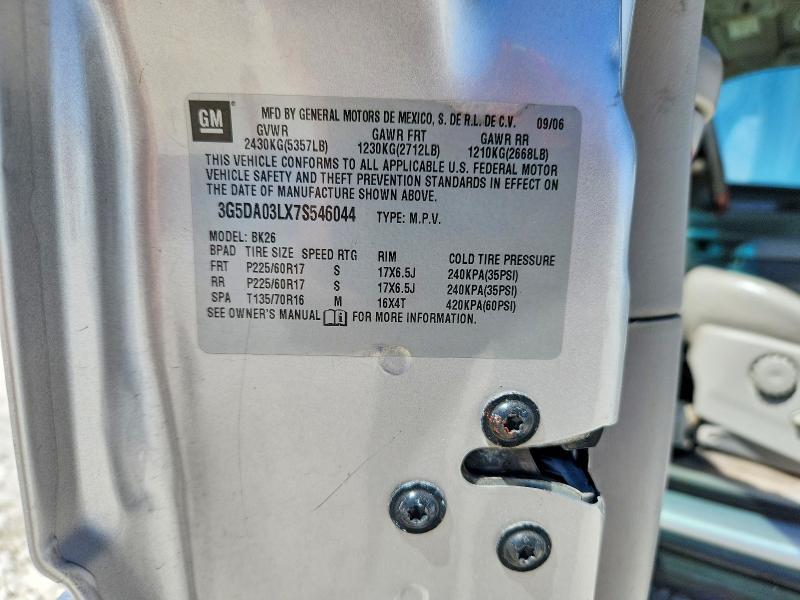 GM
MFD BY GENERAL MOTORS DE MEXICO, S. DE R.L. DE C.V. 09/06
GVWR GAWR FRT GAWR RR
2430KG(5357LB) 1230KG(2712LB) 1210KG(2668LB)
THIS VEHICLE CONFORMS TO ALL APPLICABLE U.S. FEDERAL MOTOR
VEHICLE SAFETY AND THEFT PREVENTION STANDARDS IN EFFECT ON
THE DATE OF MANUFACTURE SHOWN ABOVE.
3G5DA03LX7S546044 TYPE: M.P.V.
MODEL: BK26
BPAD TIRE SIZE SPEED RTG RIM COLD TIRE PRESSURE
FRT P225/60R17 S 17X6.5J 240KPA(35PSI)
RR P225/60R17 S 17X6.5J 240KPA(35PSI)
SPA T135/70R16 M 16X4T 420KPA(60PSI)
SEE OWNER'S MANUAL FOR MORE INFORMATION.